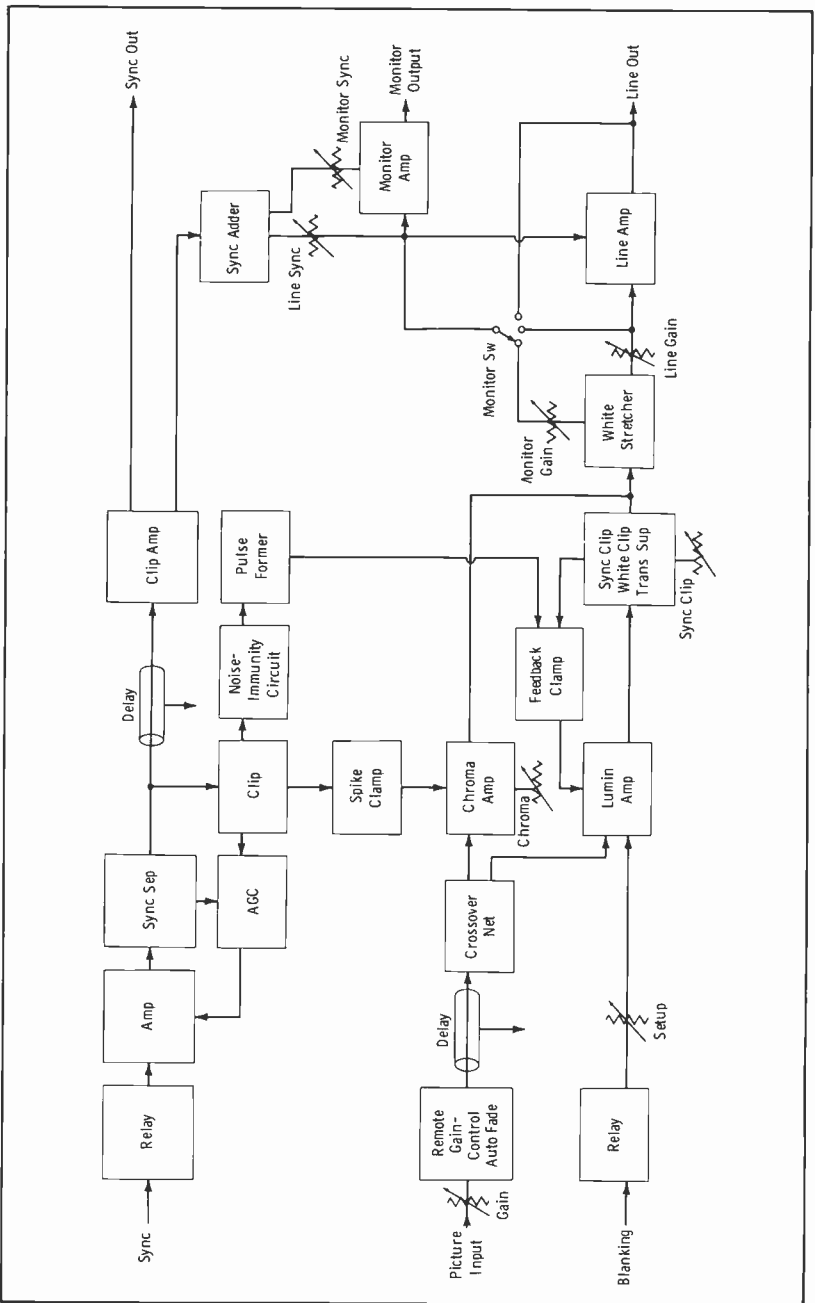 Sync
Relay
Amp
Sync Sep
AGC
Delay
Clip
Clip Amp
Sync Out
Noise-
Immunity
Circuit
Pulse
Former
Spike
Clamp
Sync Adder
Line Sync
Monitor Sync
Monitor
Amp
Monitor
Output
Picture
Input
Gain
Remote
Gain-
Control
Auto Fade
Delay
Crossover
Net
Chroma
Amp
Chroma
Feedback
Clamp
Monitor Sw
Monitor
Gain
Blanking
Relay
Setup
Lumin
Amp
Sync Clip
White Clip
Trans Sup
Sync Clip
White
Stretcher
Line Gain
Line Amp
Line Out